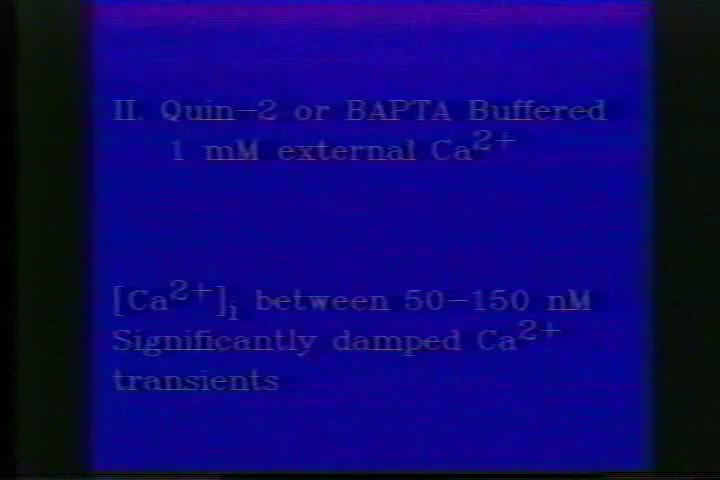 II. Quin-2 or BAPTA Buffered
1 mM external Ca²⁺
[Ca²⁺]ᵢ between 50-150 nM
Significantly damped Ca²⁺
transients